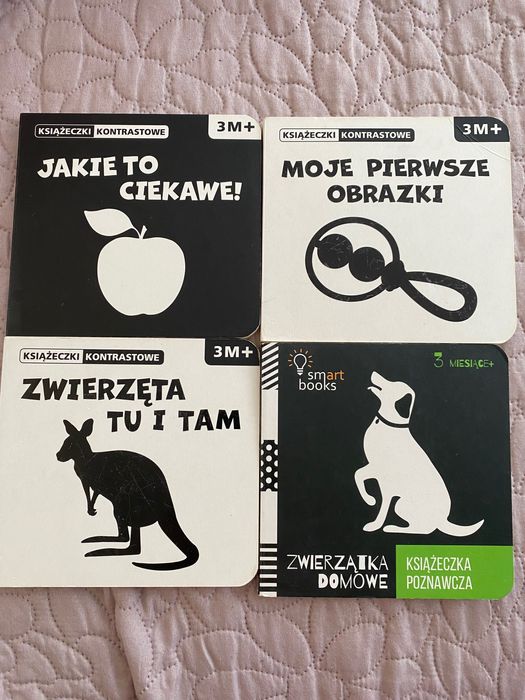 KSIĄŻECZKI KONTRASTOWE
3M+
JAKIE TO
CIEKAWE!
KSIĄŻECZKI KONTRASTOWE
3M+
MOJE PIERWSZE
OBRAZKI
KSIĄŻECZKI KONTRASTOWE
3M+
ZWIERZĘTA
TU I TAM
smart
books
3 MIESIĄCE+
ZWIERZĄTKA
DOMOWE
KSIĄŻECZKA
POZNAWCZA